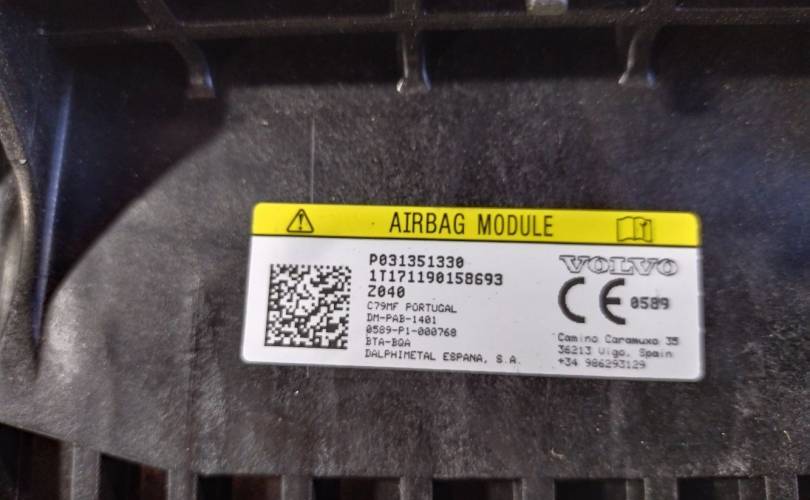 AIRBAG MODULE
P031351330
1T171190158693
Z040
C79MF PORTUGAL
DM-PAB-1401
0589-P1-000768
BTA-BQA
DALPHIMETAL ESPANA, S.A.
VOLVO
CE 0589
Camino Caramuxo 35
36213 Vigo, Spain
+34 986293129